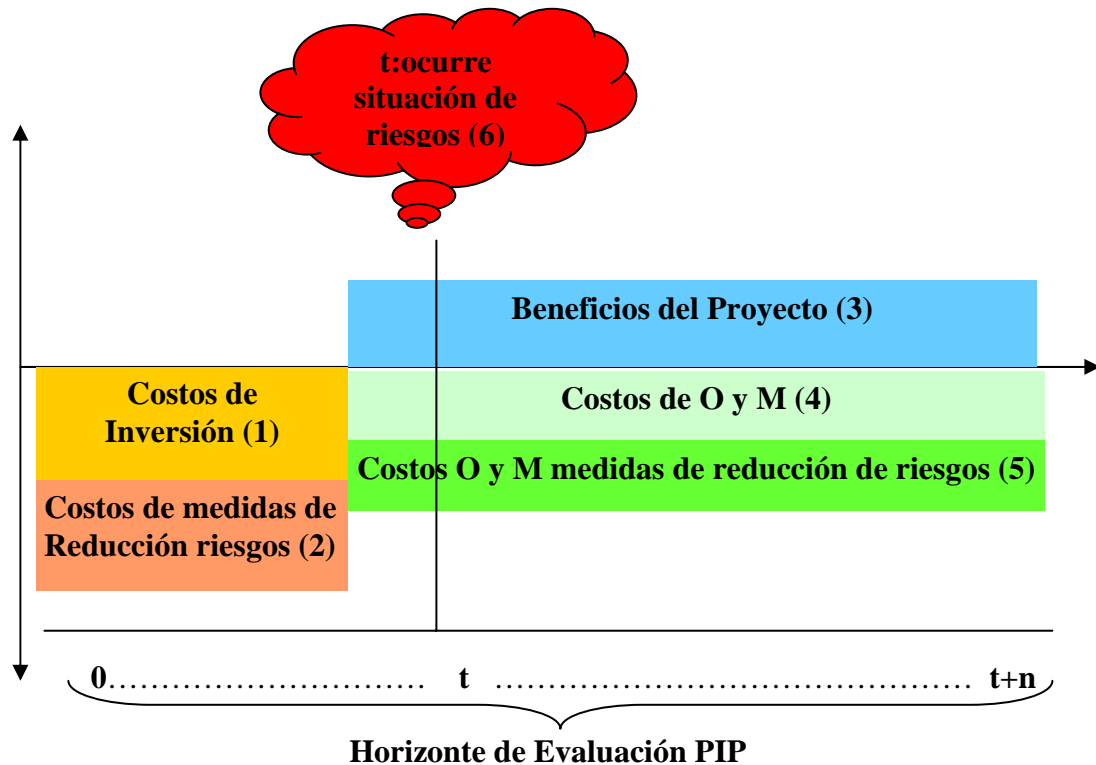 t:ocurre
situación de
riesgos (6)
Beneficios del Proyecto (3)
Costos de
Inversión (1)
Costos de O y M (4)
Costos O y M medidas de reducción de riesgos (5)
Costos de medidas de
Reducción riesgos (2)
0.............................. t ............................................. t+n
Horizonte de Evaluación PIP